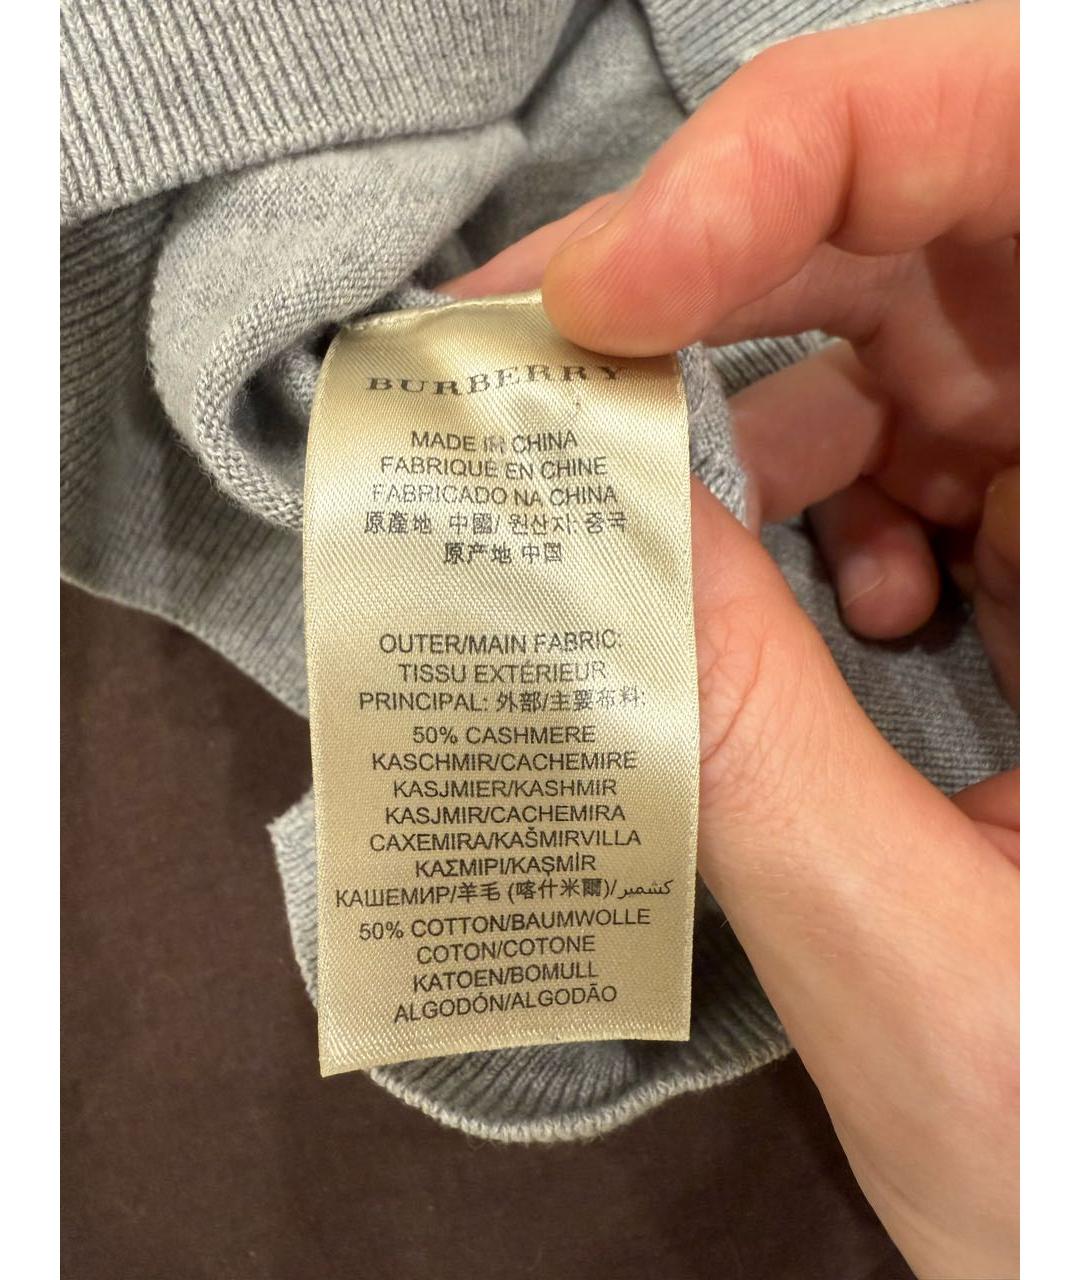 BURBERRY
MADE IN CHINA
FABRIQUÉ EN CHINE
FABRICADO NA CHINA
原產地 中國/ 원산지: 중국
原产地 中国
OUTER/MAIN FABRIC:
TISSU EXTÉRIEUR
PRINCIPAL: 外部/主要布料:
50% CASHMERE
KASCHMIR/CACHEMIRE
KASJMIER/KASHMIR
KASJMIR/CACHEMIRA
CAXEMIRA/KAŠMIRVILLA
ΚΑΣΜΙΡΙ/KAŞMİR
КАШЕМИР/羊毛 (喀什米爾)/كشمير
50% COTTON/BAUMWOLLE
COTON/COTONE
KATOEN/BOMULL
ALGODÓN/ALGODÃO